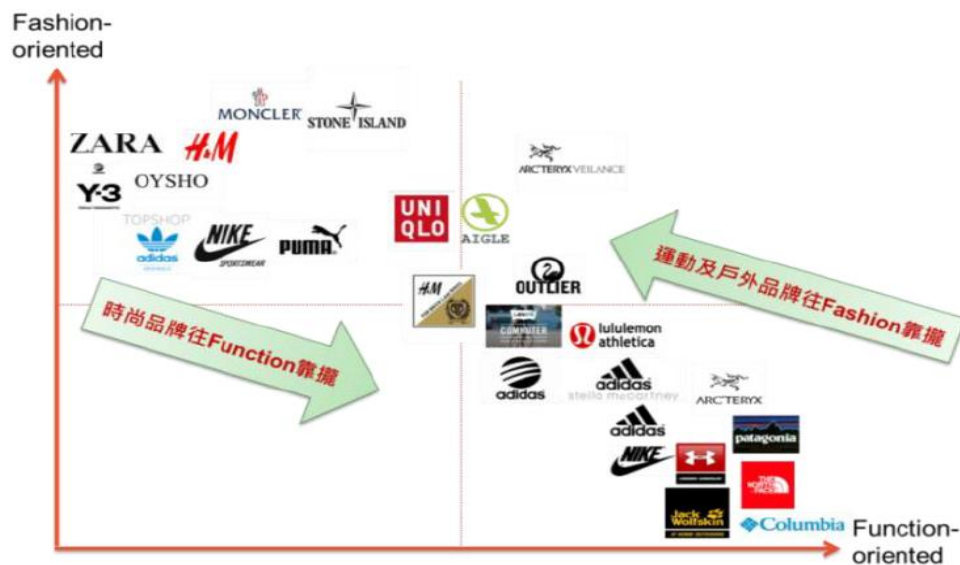 Fashion-
oriented
MONCLER
STONE ISLAND
ZARA
H&M
ARC'TERYX VEILANCE
Y-3
OYSHO
TOPSHOP
adidas
ORIGINALS
NIKE
SPORTSWEAR
PUMA
UNI
QLO
AIGLE
運動及戶外品牌往Fashion靠攏
H&M
OUTLIER
時尚品牌往Function靠攏
COMMUTER
lululemon
athletica
adidas
adidas
stella mccartney
ARC'TERYX
adidas
patagonia
NIKE
UNDER ARMOUR
THE
NORTH
FACE
Jack
Wolfskin
Columbia
Function-
oriented